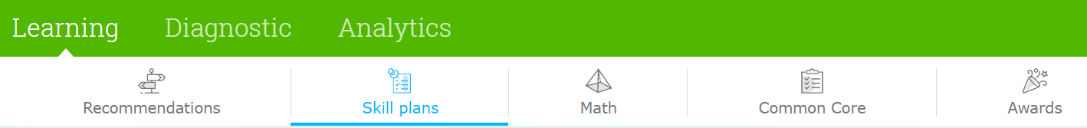 Learning Diagnostic Analytics
Recommendations Skill plans Math Common Core Awards